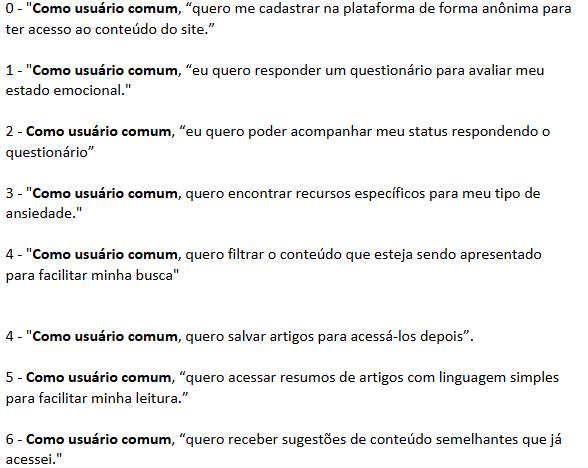 0 - "Como usuário comum, “quero me cadastrar na plataforma de forma anônima para
ter acesso ao conteúdo do site.”
1 - "Como usuário comum, “eu quero responder um questionário para avaliar meu
estado emocional."
2 - Como usuário comum, “eu quero poder acompanhar meu status respondendo o
questionário”
3 - "Como usuário comum, quero encontrar recursos específicos para meu tipo de
ansiedade."
4 - "Como usuário comum, quero filtrar o conteúdo que esteja sendo apresentado
para facilitar minha busca"
4 - "Como usuário comum, quero salvar artigos para acessá-los depois”.
5 - Como usuário comum, “quero acessar resumos de artigos com linguagem simples
para facilitar minha leitura.”
6 - Como usuário comum, “quero receber sugestões de conteúdo semelhantes que já
acessei."